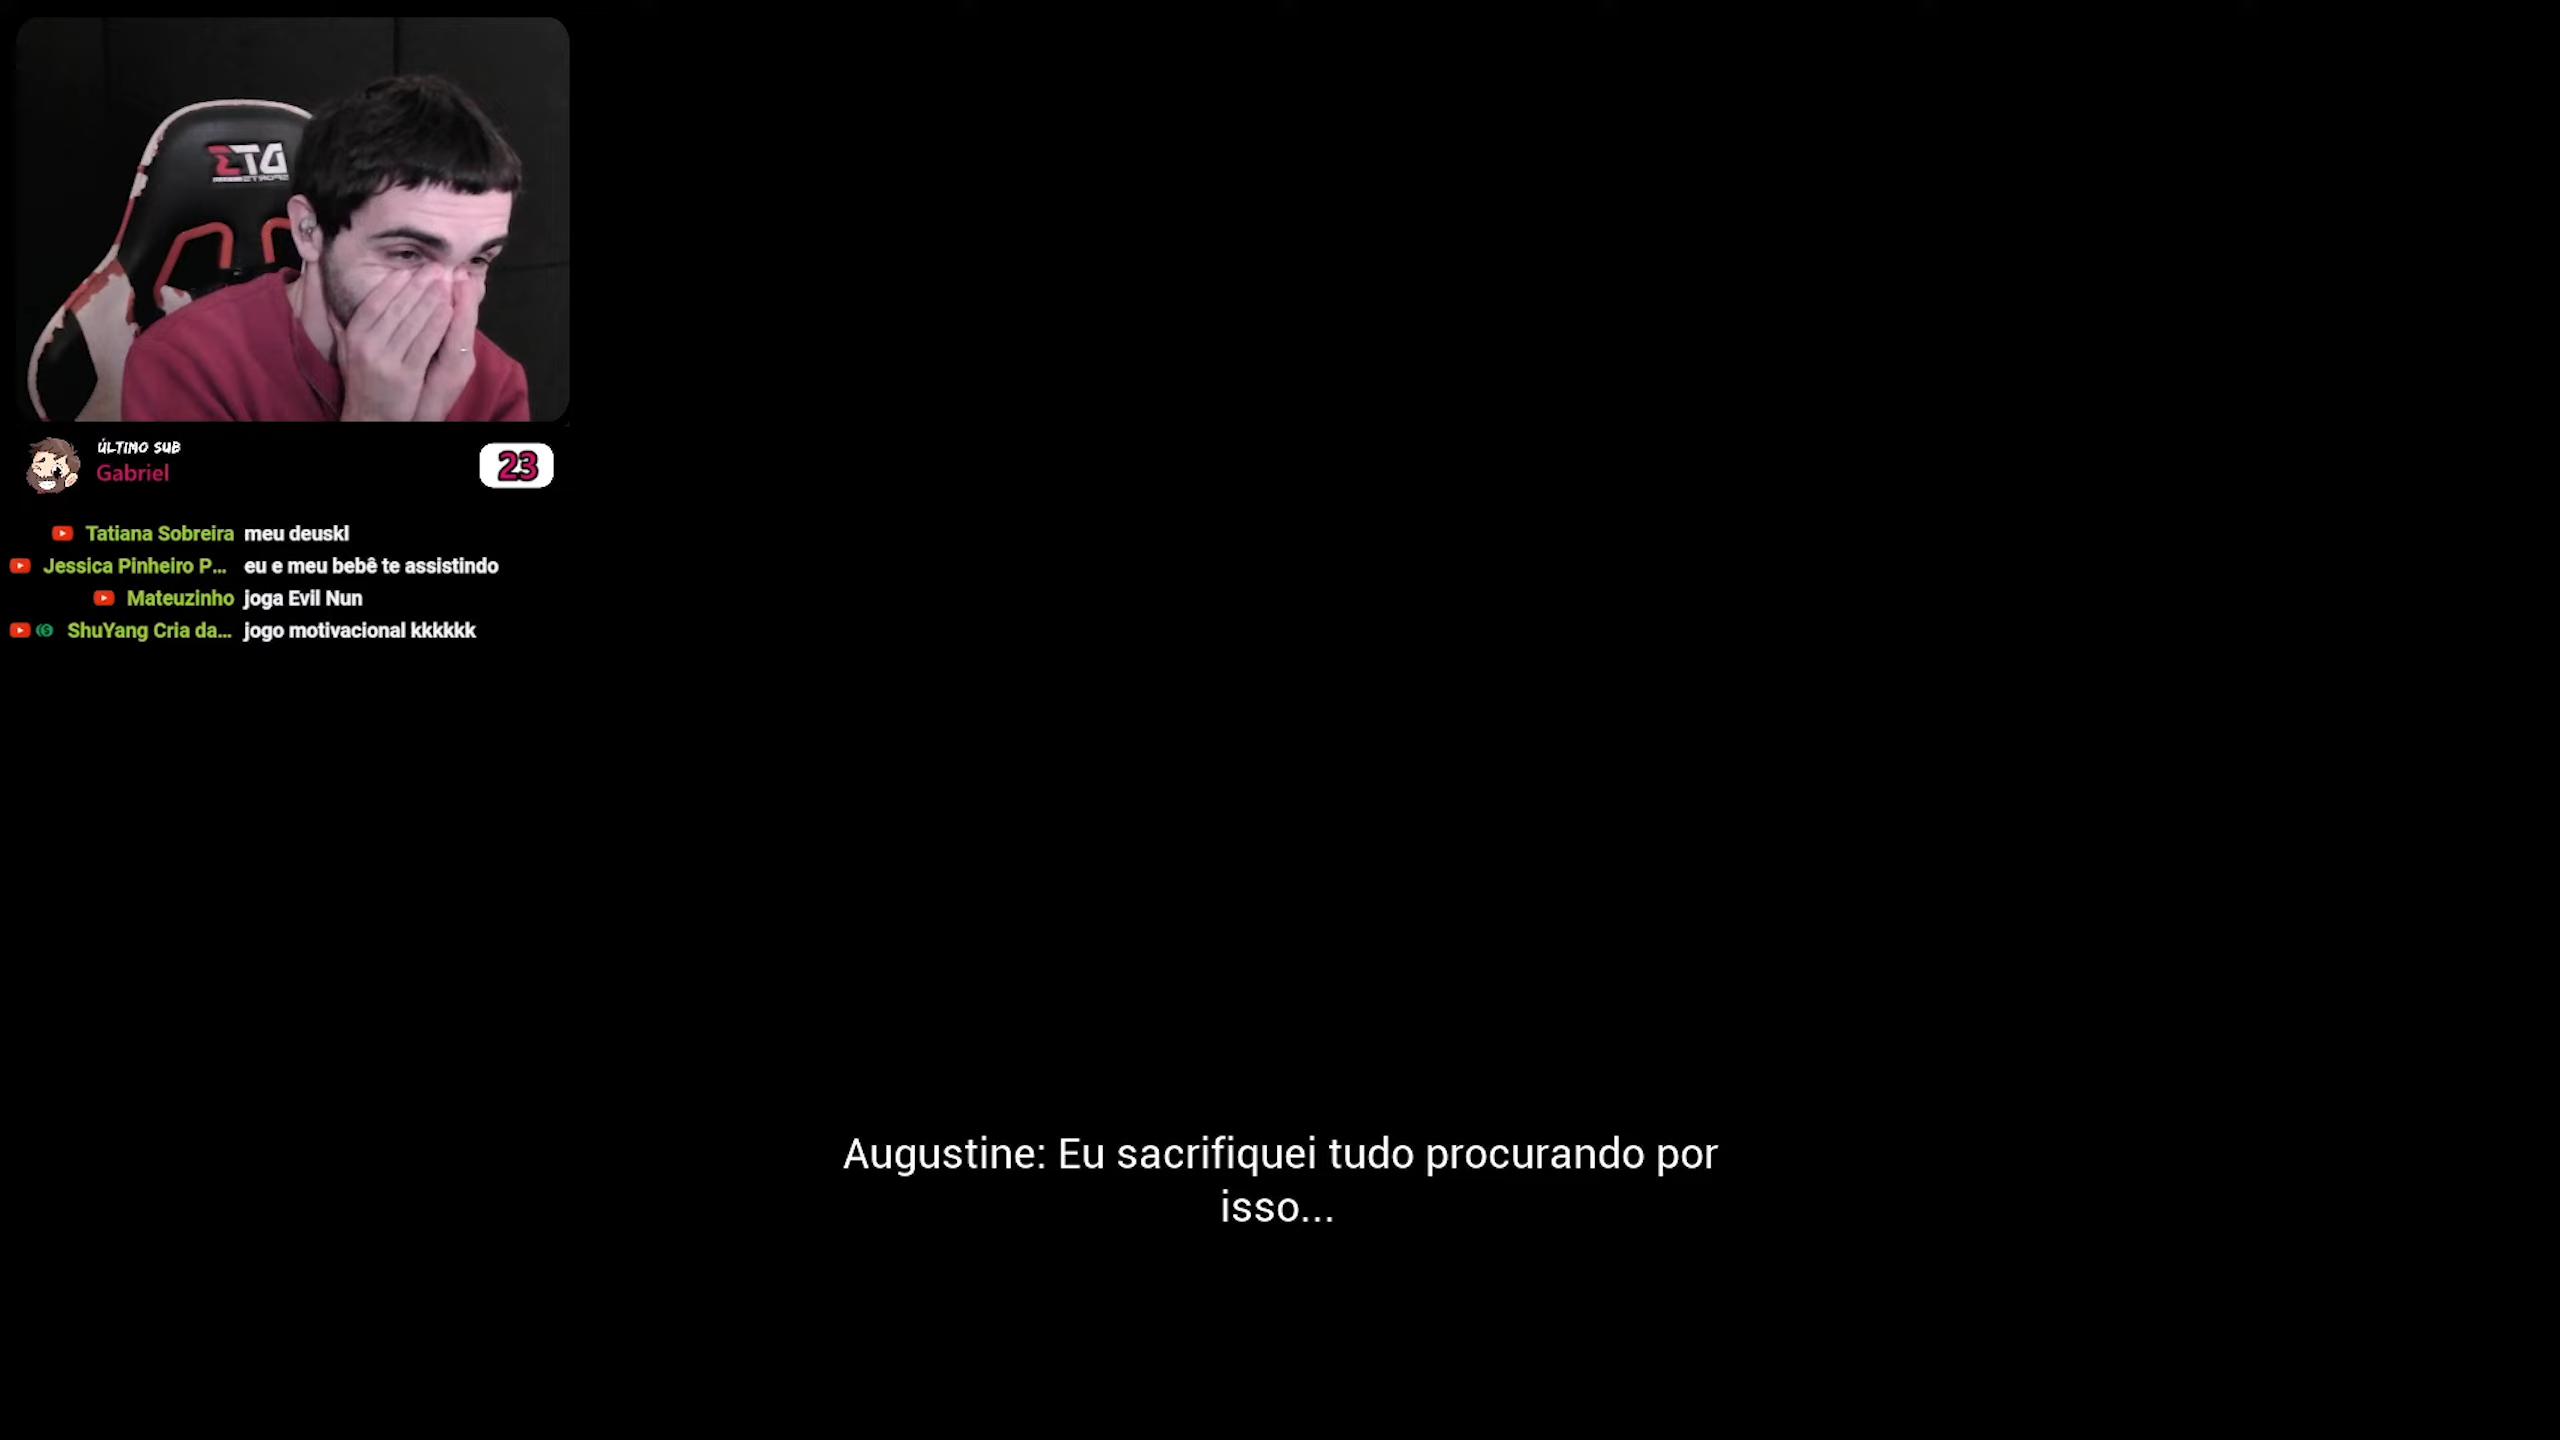 ÚLTIMO SUB
Gabriel
23
Tatiana Sobreira meu deuskl
Jessica Pinheiro P... eu e meu bebê te assistindo
Mateuzinho joga Evil Nun
ShuYang Cria da... jogo motivacional kkkkkk
Augustine: Eu sacrifiquei tudo procurando por
isso...